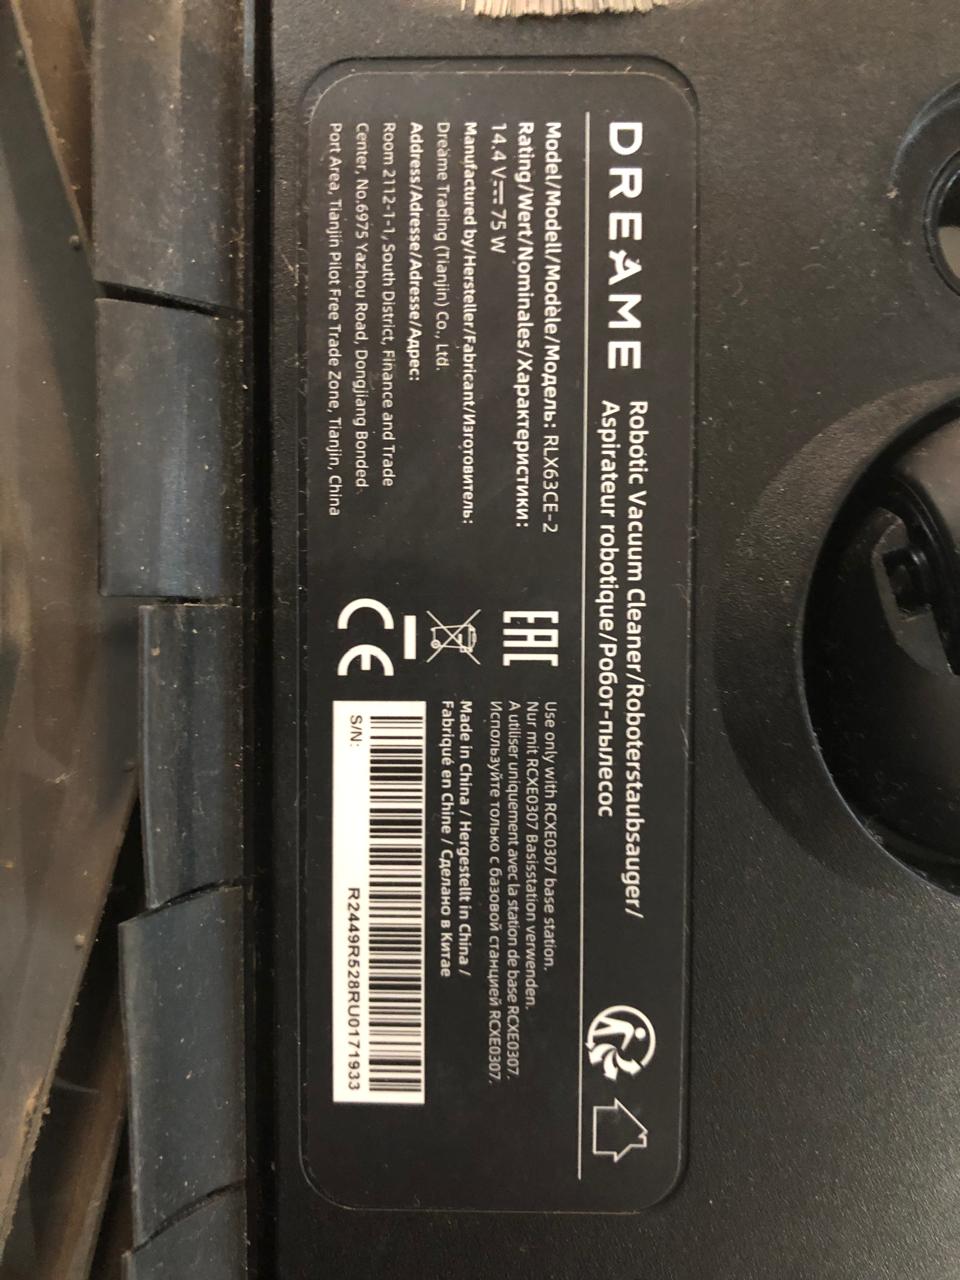 DREAME
Robotic Vacuum Cleaner/Roboterstaubsauger/
Aspirateur robotique/Робот-пылесос
Model/Modell/Modèle/Модель: RLX63CE-2
Rating/Wert/Nominales/Характеристики:
14.4 V⎓75 W
Manufactured by/Hersteller/Fabricant/Изготовитель:
Dreame Trading (Tianjin) Co., Ltd.
Address/Adresse/Adresse/Адрес:
Room 2112-1-1, South District, Finance and Trade
Center, No.6975 Yazhou Road, Dongjiang Bonded
Port Area, Tianjin Pilot Free Trade Zone, Tianjin, China
EAC
CE
Use only with RCXE0307 base station.
Nur mit RCXE0307 Basisstation verwenden.
A utiliser uniquement avec la station de base RCXE0307.
Используйте только с базовой станцией RCXE0307.
Made in China / Hergestellt in China /
Fabriqué en Chine / Сделано в Китае
S/N: R2449R528RU0171933